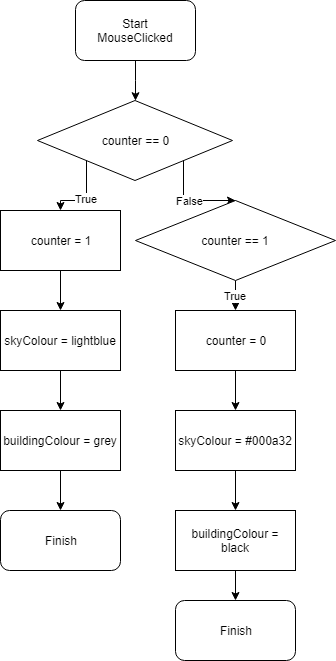 Start
MouseClicked
counter == 0
True
False
counter = 1
counter == 1
True
skyColour = lightblue
counter = 0
buildingColour = grey
skyColour = #000a32
Finish
buildingColour =
black
Finish